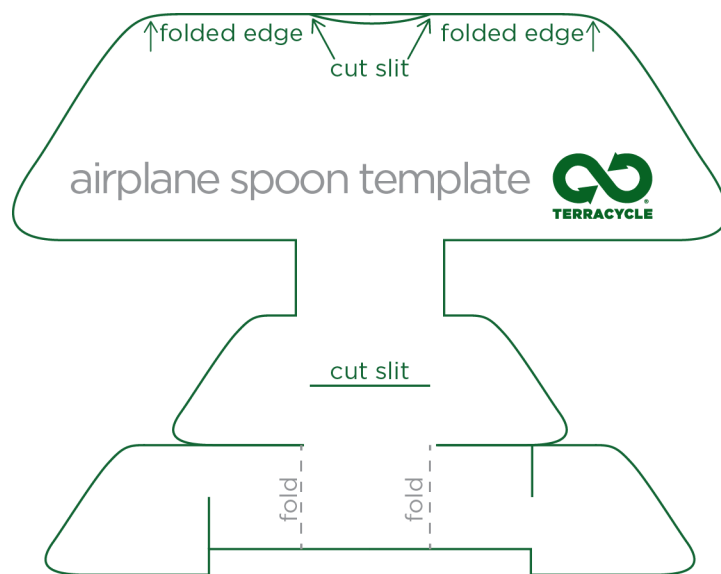 folded edge
folded edge
cut slit
airplane spoon template
TERRACYCLE®
cut slit
fold
fold